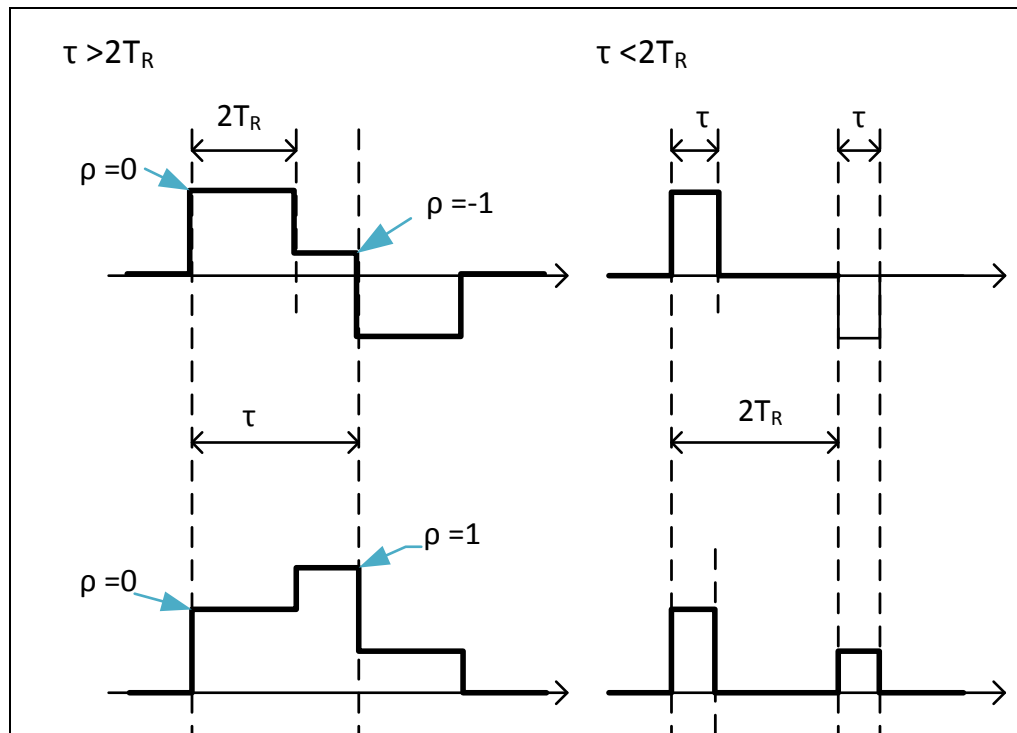 τ >2T_R
τ <2T_R
2T_R
τ
τ
ρ =0
ρ =-1
τ
2T_R
ρ =1
ρ =0